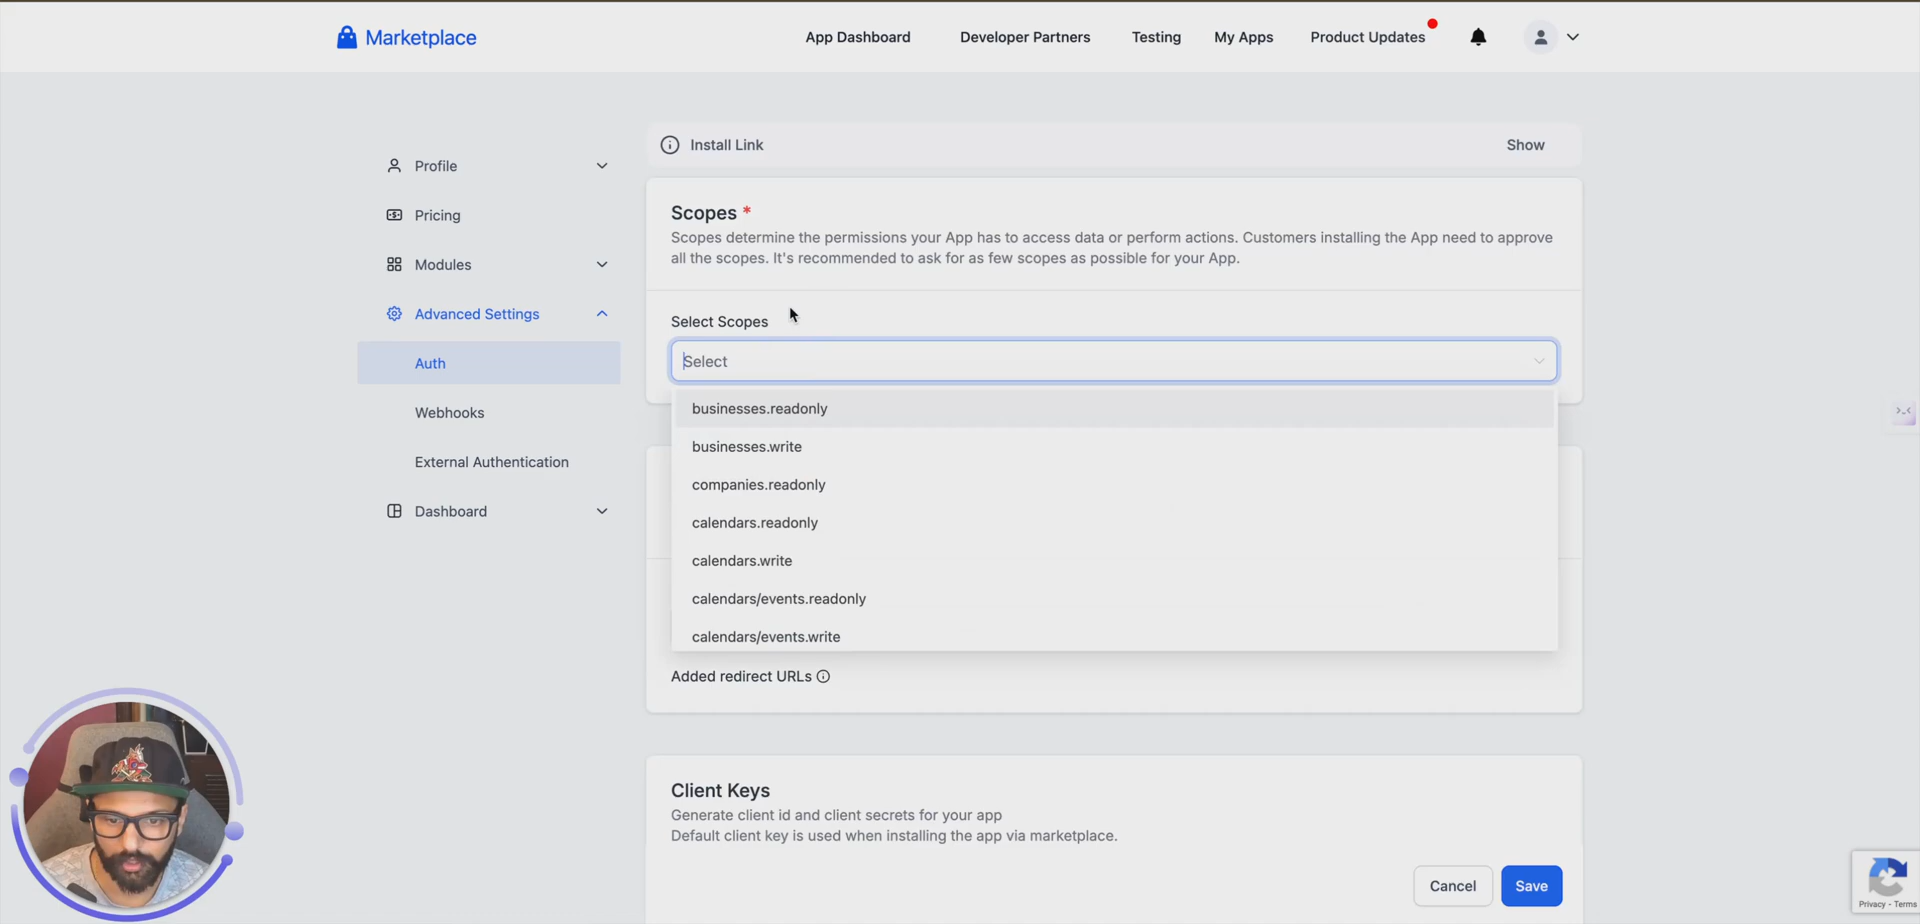 Marketplace
App Dashboard
Developer Partners
Testing
My Apps
Product Updates
Profile
Pricing
Modules
Advanced Settings
Auth
Webhooks
External Authentication
Dashboard
Install Link
Show
Scopes *
Scopes determine the permissions your App has to access data or perform actions. Customers installing the App need to approve
all the scopes. It's recommended to ask for as few scopes as possible for your App.
Select Scopes
Select
businesses.readonly
businesses.write
companies.readonly
calendars.readonly
calendars.write
calendars/events.readonly
calendars/events.write
Added redirect URLs
Client Keys
Generate client id and client secrets for your app
Default client key is used when installing the app via marketplace.
Cancel
Save
Privacy - Terms